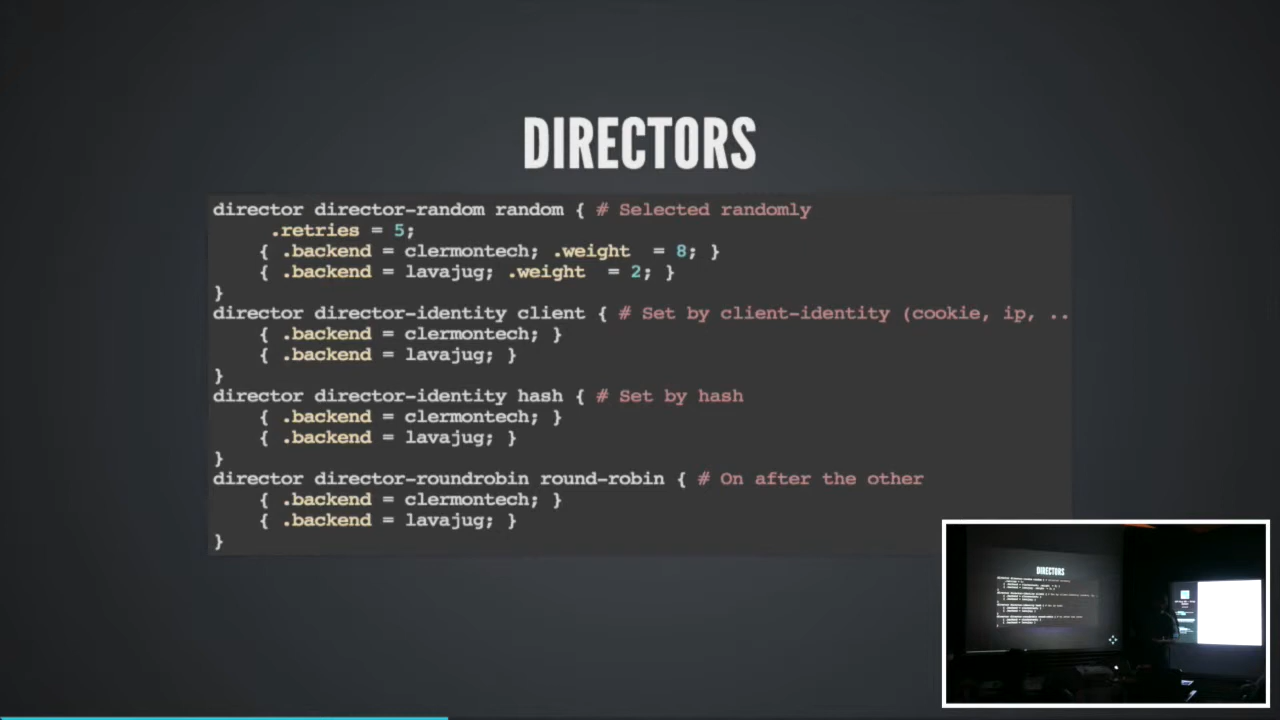 DIRECTORS
director director-random random { # Selected randomly
.retries = 5;
{ .backend = clermontech; .weight = 8; }
{ .backend = lavajug; .weight = 2; }
}
director director-identity client { # Set by client-identity (cookie, ip, ..
{ .backend = clermontech; }
{ .backend = lavajug; }
}
director director-identity hash { # Set by hash
{ .backend = clermontech; }
{ .backend = lavajug; }
}
director director-roundrobin round-robin { # On after the other
{ .backend = clermontech; }
{ .backend = lavajug; }
}
DIRECTORS